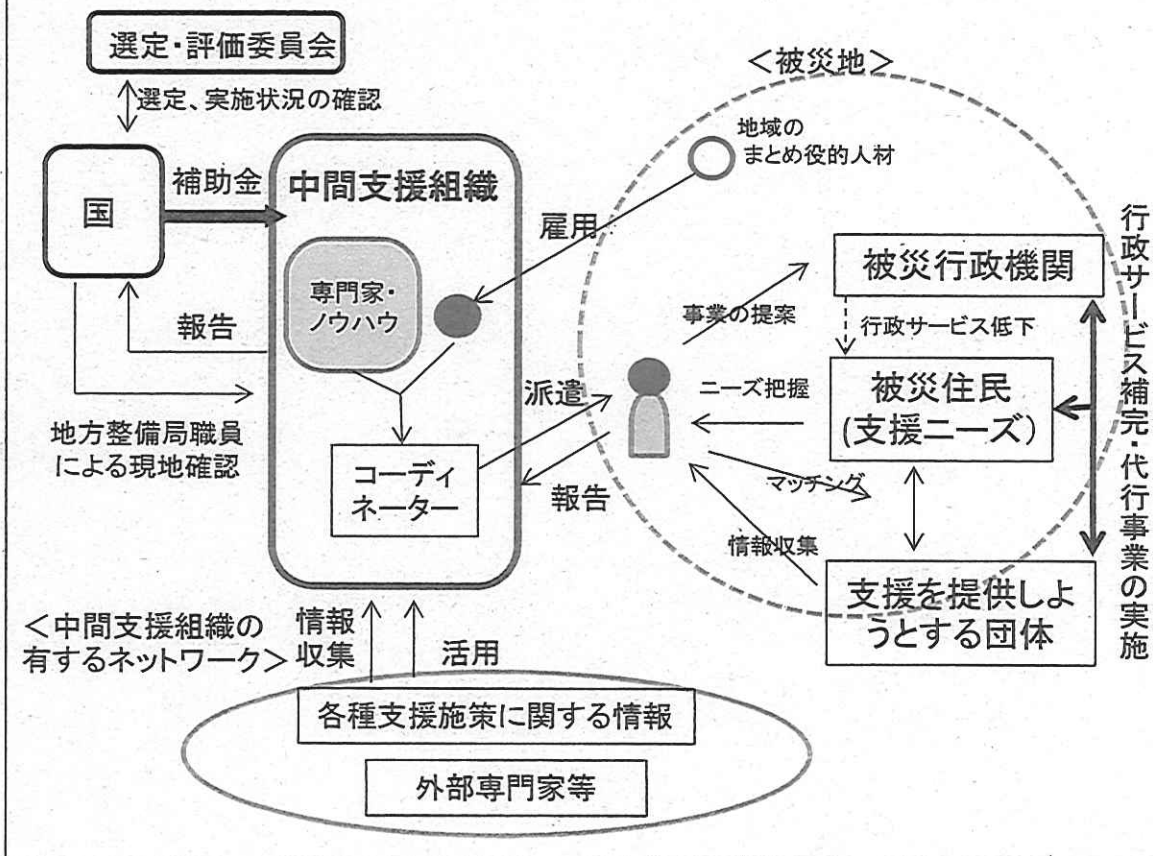 選定・評価委員会
選定、実施状況の確認
国
補助金
報告
地方整備局職員
による現地確認
中間支援組織
専門家・
ノウハウ
コーディ
ネーター
雇用
派遣
報告
＜被災地＞
地域の
まとめ役的人材
事業の提案
ニーズ把握
マッチング
情報収集
被災行政機関
行政サービス低下
被災住民
(支援ニーズ）
支援を提供しよ
うとする団体
行政サービス補完・代行事業の実施
＜中間支援組織の
有するネットワーク＞
情報
収集
活用
各種支援施策に関する情報
外部専門家等